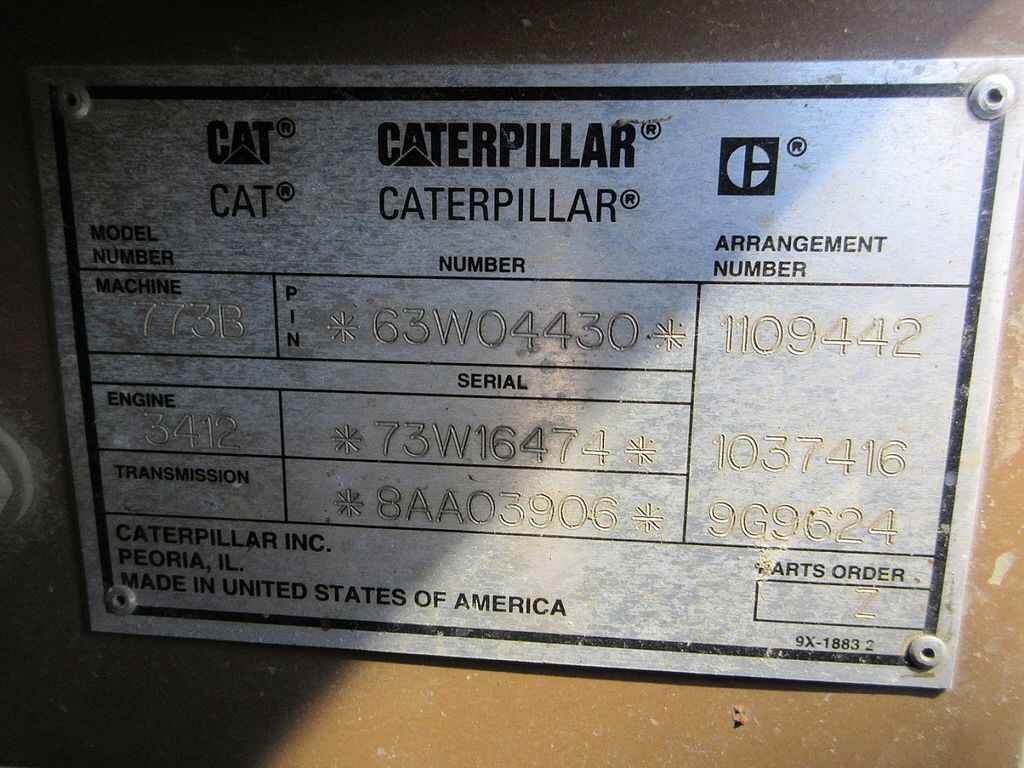 CAT® CATERPILLAR® ®
CAT® CATERPILLAR®
MODEL NUMBER NUMBER ARRANGEMENT NUMBER
MACHINE 773B PIN *63W04430* 1109442
SERIAL
ENGINE 3412 *73W16474* 1037416
TRANSMISSION *8AA03906* 9G9624
CATERPILLAR INC.
PEORIA, IL.
MADE IN UNITED STATES OF AMERICA
PARTS ORDER
9X-1883 2